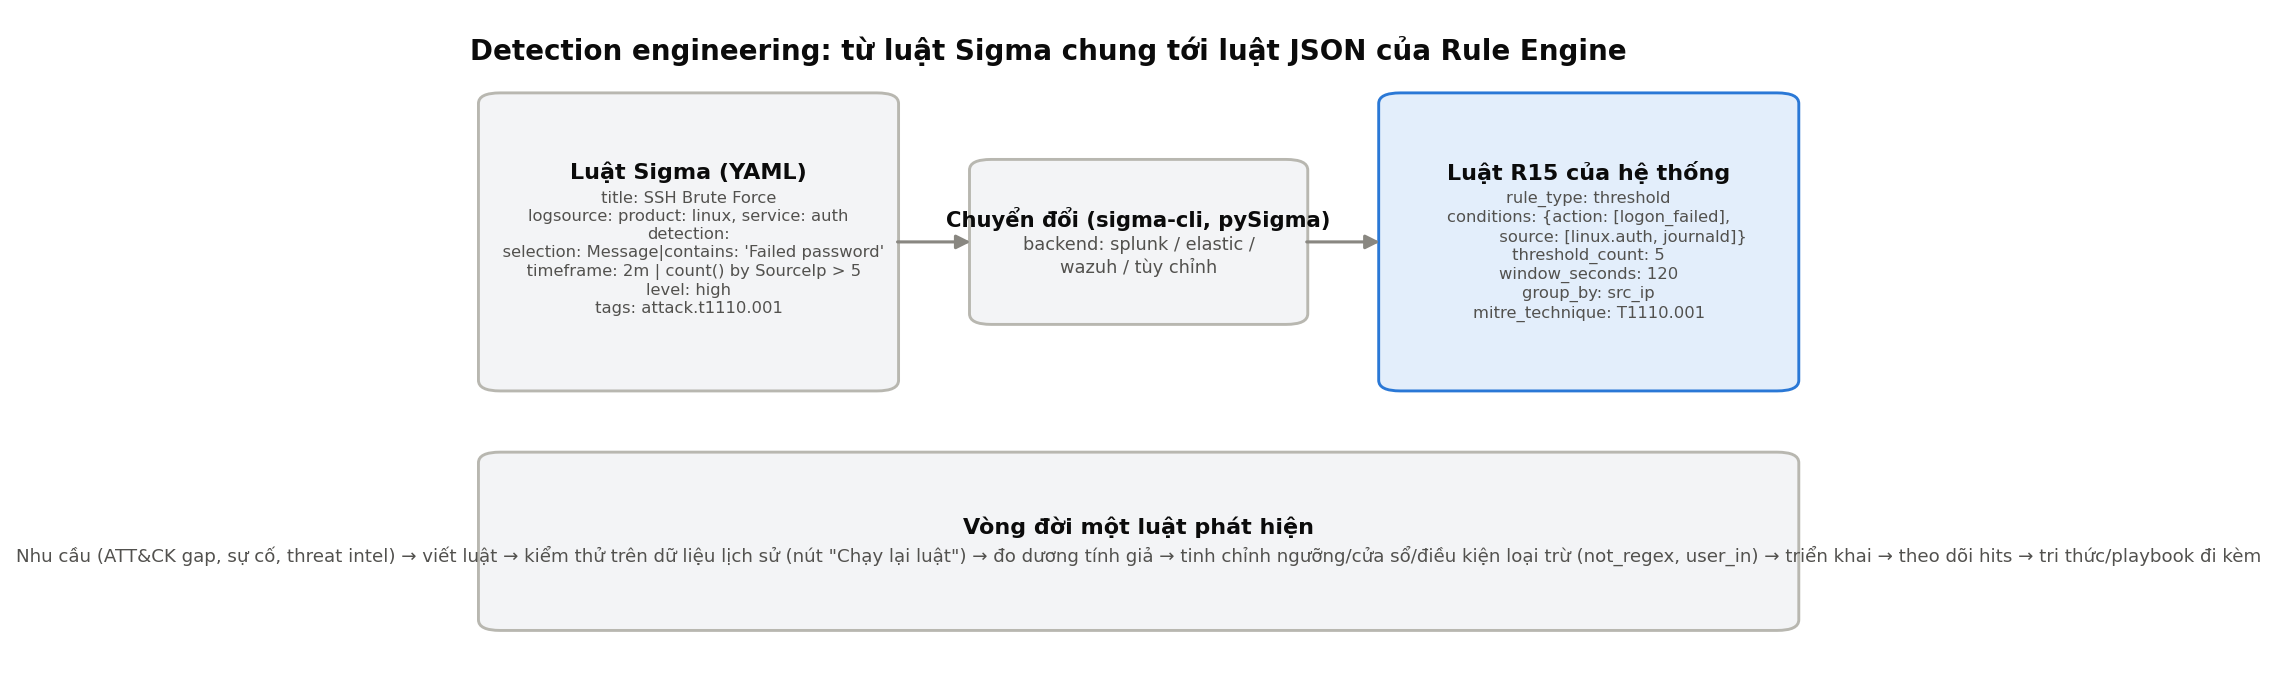 Detection engineering: từ luật Sigma chung tới luật JSON của Rule Engine
Luật Sigma (YAML)
title: SSH Brute Force
logsource: product: linux, service: auth
detection:
selection: Message|contains: 'Failed password'
timeframe: 2m | count() by SourceIp > 5
level: high
tags: attack.t1110.001
Chuyển đổi (sigma-cli, pySigma)
backend: splunk / elastic /
wazuh / tùy chỉnh
Luật R15 của hệ thống
rule_type: threshold
conditions: {action: [logon_failed],
source: [linux.auth, journald]}
threshold_count: 5
window_seconds: 120
group_by: src_ip
mitre_technique: T1110.001
Vòng đời một luật phát hiện
Nhu cầu (ATT&CK gap, sự cố, threat intel) → viết luật → kiểm thử trên dữ liệu lịch sử (nút "Chạy lại luật") → đo dương tính giả → tinh chỉnh ngưỡng/cửa sổ/điều kiện loại trừ (not_regex, user_in) → triển khai → theo dõi hits → tri thức/playbook đi kèm